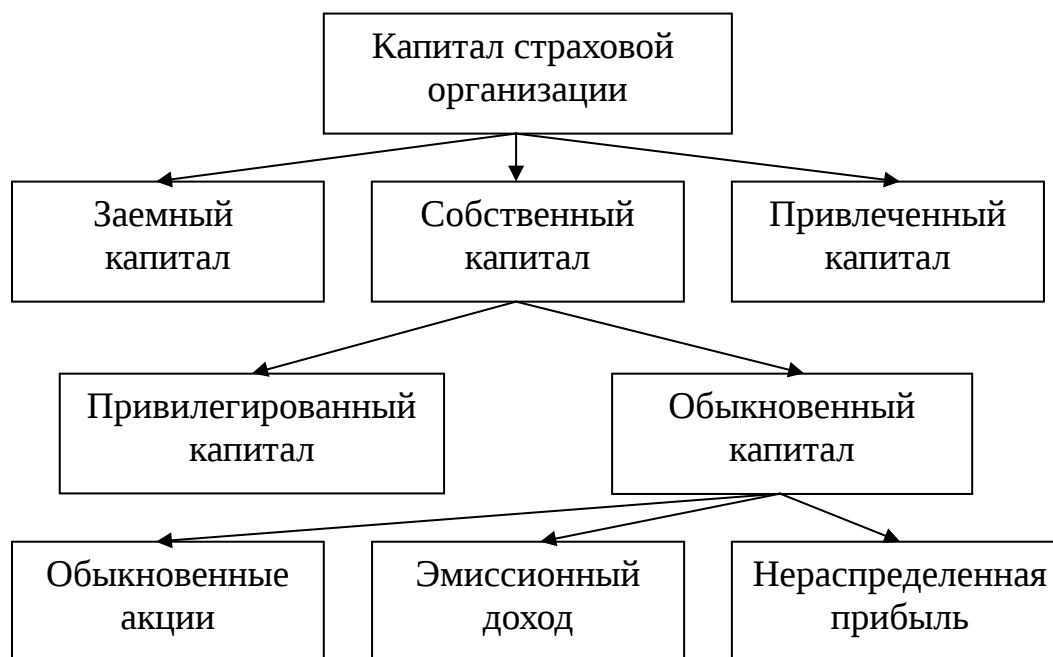 Капитал страховой
организации
Заемный
капитал
Собственный
капитал
Привлеченный
капитал
Привилегированный
капитал
Обыкновенный
капитал
Обыкновенные
акции
Эмиссионный
доход
Нераспределенная
прибыль